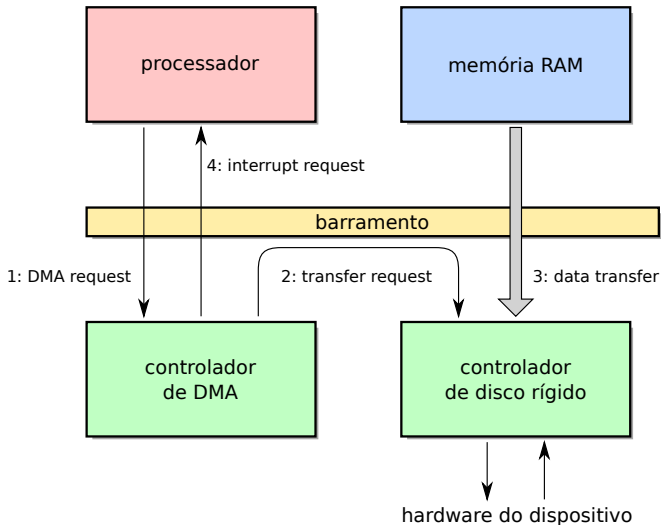 processador
memória RAM
4: interrupt request
barramento
1: DMA request
2: transfer request
3: data transfer
controlador
de DMA
controlador
de disco rígido
hardware do dispositivo